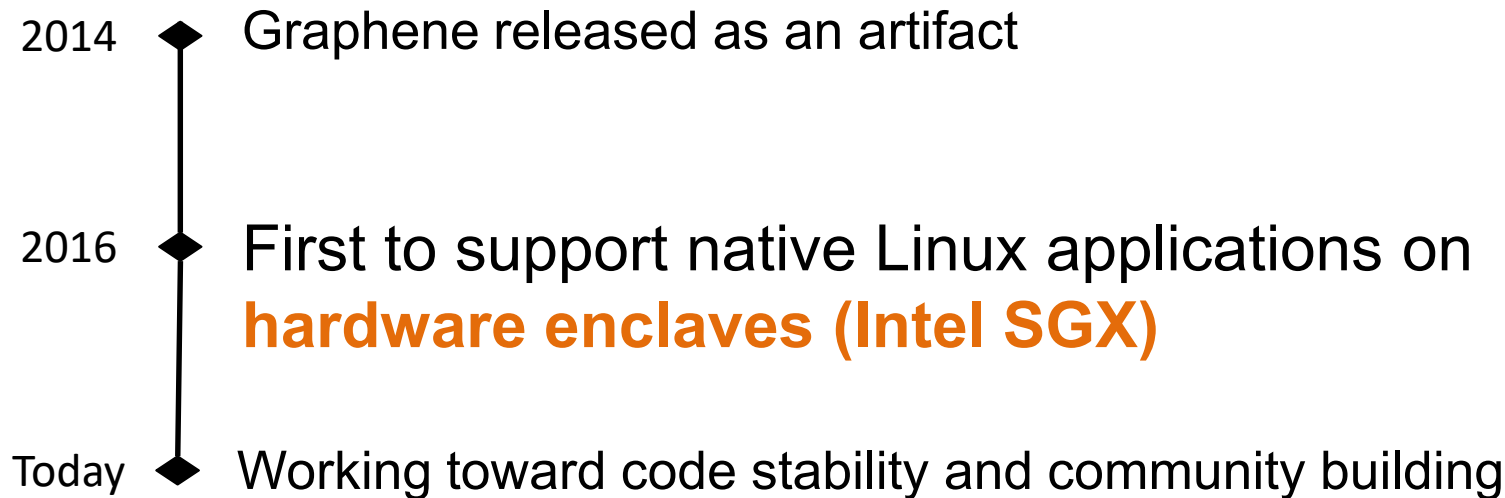 2014 Graphene released as an artifact
2016 First to support native Linux applications on
hardware enclaves (Intel SGX)
Today Working toward code stability and community building